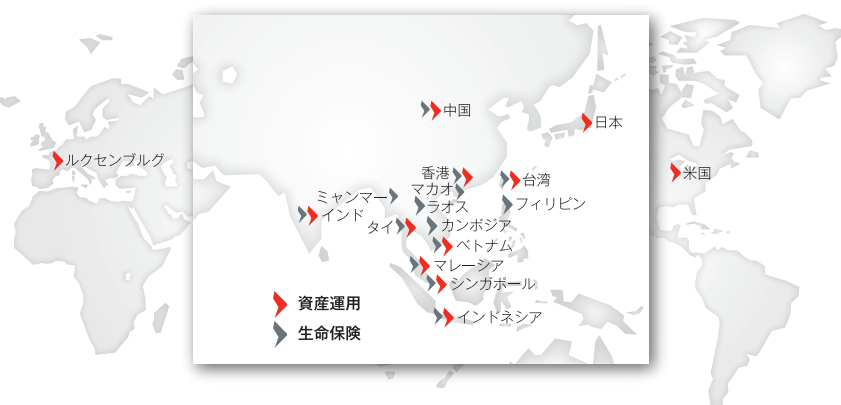 中国
日本
ルクセンブルグ
香港
台湾
米国
マカオ
ミャンマー
ラオス
フィリピン
インド
タイ
カンボジア
ベトナム
マレーシア
シンガポール
資産運用
インドネシア
生命保険